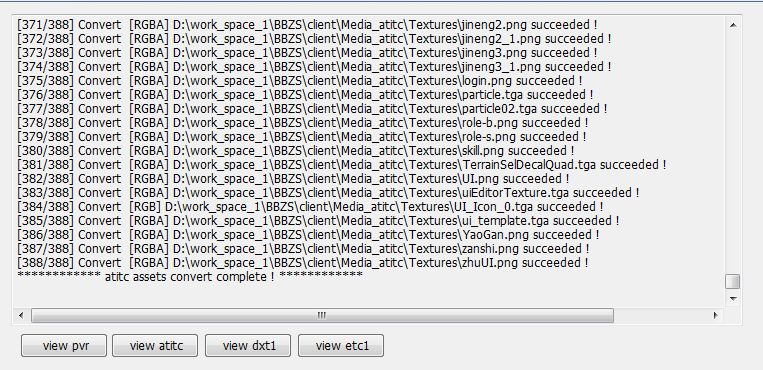 [371/388] Convert [RGBA] D:\work_space_1\BBZS\client\Media_atitc\Textures\jineng2.png succeeded !
[372/388] Convert [RGBA] D:\work_space_1\BBZS\client\Media_atitc\Textures\jineng2_1.png succeeded !
[373/388] Convert [RGBA] D:\work_space_1\BBZS\client\Media_atitc\Textures\jineng3.png succeeded !
[374/388] Convert [RGBA] D:\work_space_1\BBZS\client\Media_atitc\Textures\jineng3_1.png succeeded !
[375/388] Convert [RGBA] D:\work_space_1\BBZS\client\Media_atitc\Textures\login.png succeeded !
[376/388] Convert [RGBA] D:\work_space_1\BBZS\client\Media_atitc\Textures\particle.tga succeeded !
[377/388] Convert [RGBA] D:\work_space_1\BBZS\client\Media_atitc\Textures\particle02.tga succeeded !
[378/388] Convert [RGBA] D:\work_space_1\BBZS\client\Media_atitc\Textures\role-b.png succeeded !
[379/388] Convert [RGBA] D:\work_space_1\BBZS\client\Media_atitc\Textures\role-s.png succeeded !
[380/388] Convert [RGBA] D:\work_space_1\BBZS\client\Media_atitc\Textures\skill.png succeeded !
[381/388] Convert [RGBA] D:\work_space_1\BBZS\client\Media_atitc\Textures\TerrainSelDecalQuad.tga succeeded !
[382/388] Convert [RGBA] D:\work_space_1\BBZS\client\Media_atitc\Textures\UI.png succeeded !
[383/388] Convert [RGBA] D:\work_space_1\BBZS\client\Media_atitc\Textures\uiEditorTexture.tga succeeded !
[384/388] Convert [RGB] D:\work_space_1\BBZS\client\Media_atitc\Textures\UI_Icon_0.tga succeeded !
[385/388] Convert [RGBA] D:\work_space_1\BBZS\client\Media_atitc\Textures\ui_template.tga succeeded !
[386/388] Convert [RGBA] D:\work_space_1\BBZS\client\Media_atitc\Textures\YaoGan.png succeeded !
[387/388] Convert [RGBA] D:\work_space_1\BBZS\client\Media_atitc\Textures\zanshi.png succeeded !
[388/388] Convert [RGBA] D:\work_space_1\BBZS\client\Media_atitc\Textures\zhuUI.png succeeded !
************ atitc assets convert complete ! ************
view pvr view atitc view dxt1 view etc1